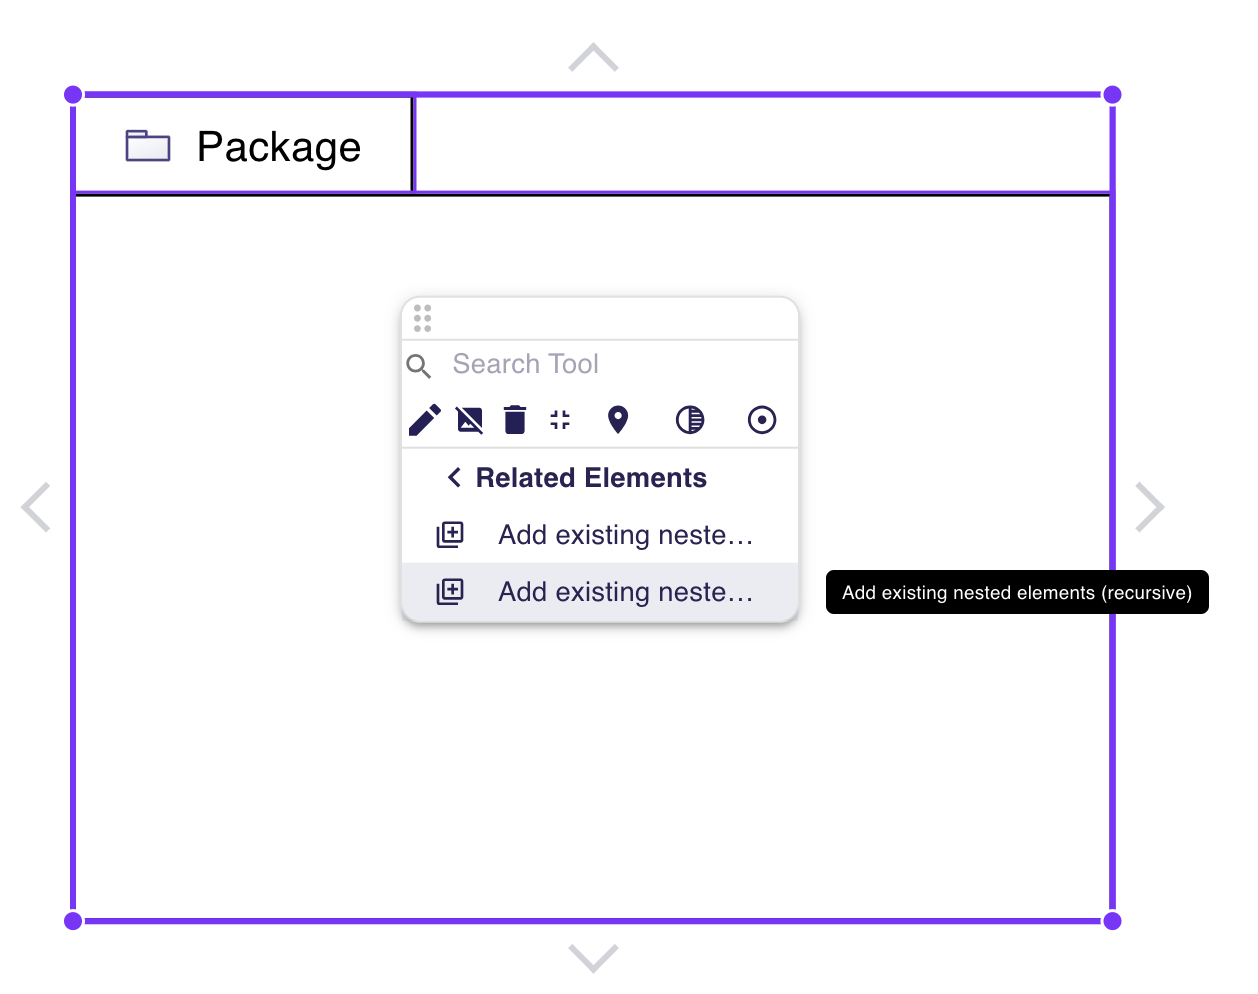 Package
Search Tool
Related Elements
Add existing neste…
Add existing neste…
Add existing nested elements (recursive)